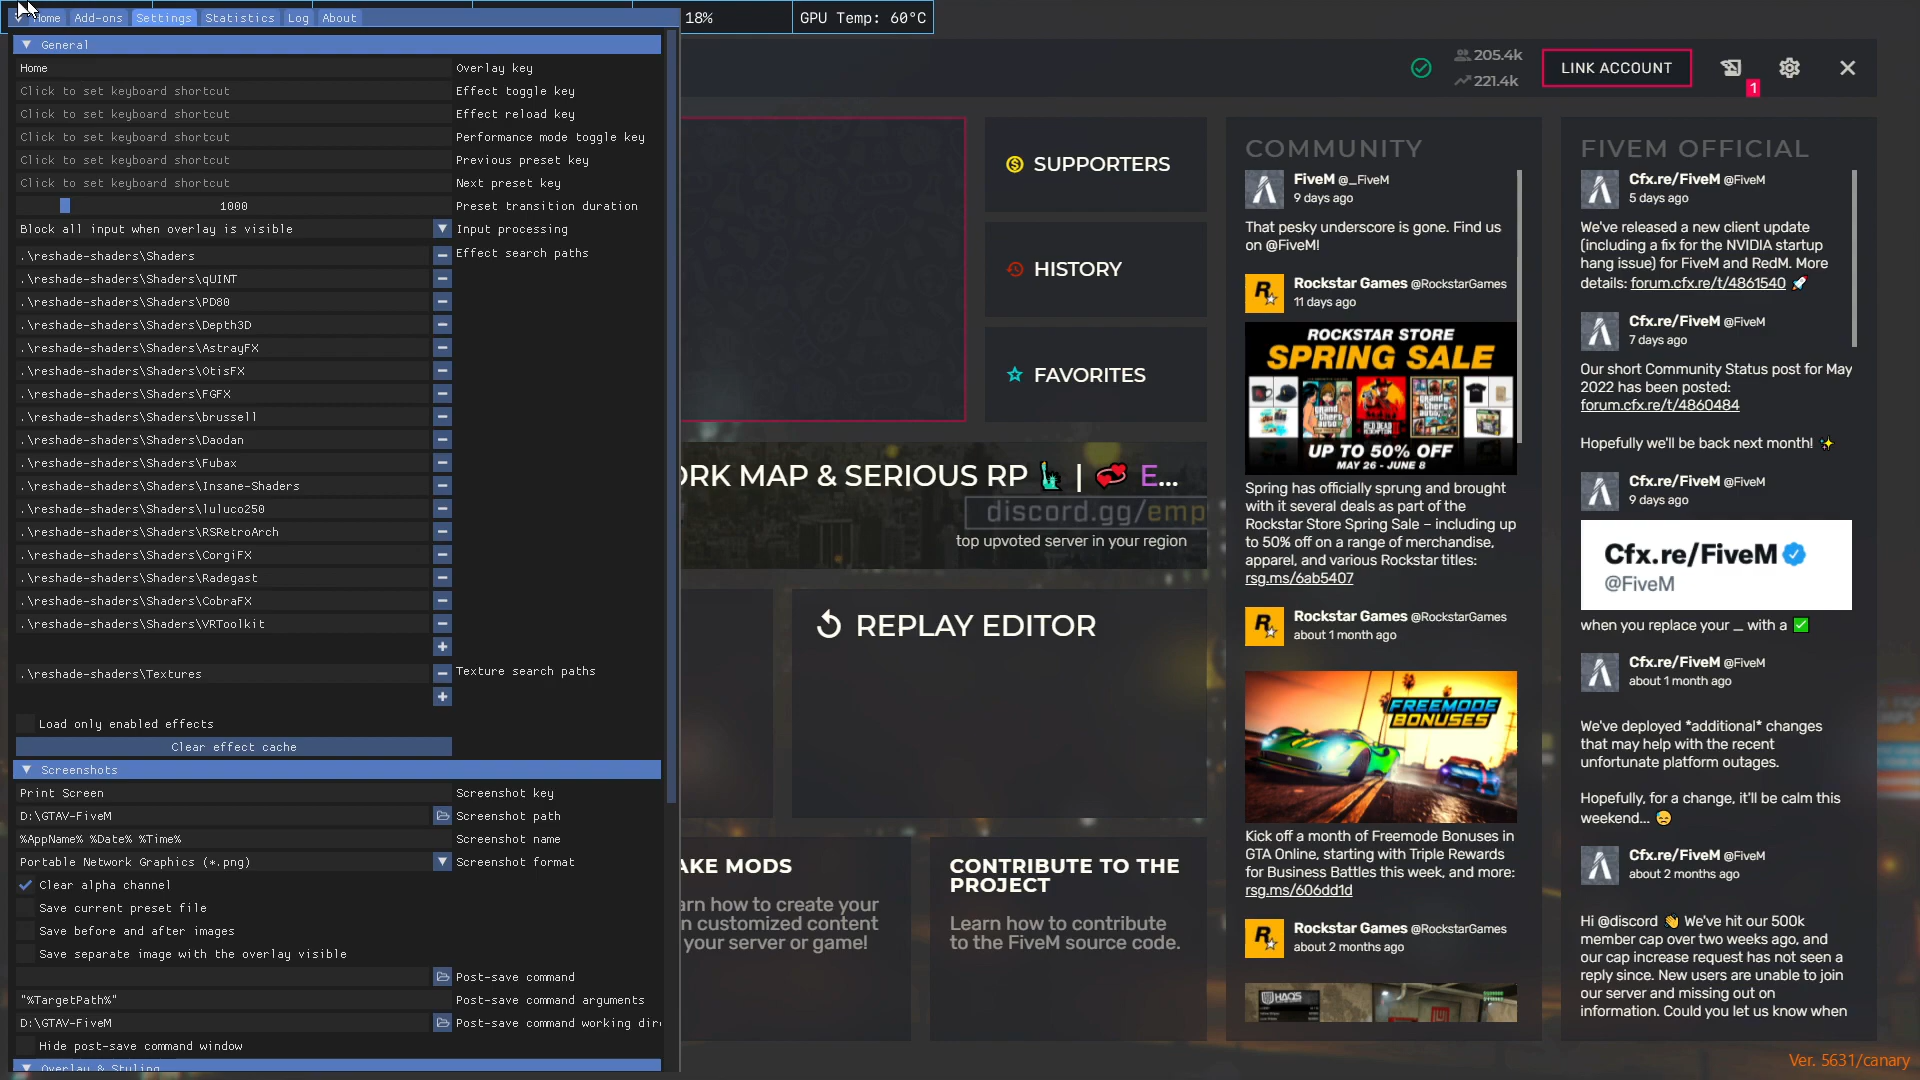 Home Add-ons Settings Statistics Log About
18%
GPU Temp: 60°C
General
Home Overlay key
Click to set keyboard shortcut Effect toggle key
Click to set keyboard shortcut Effect reload key
Click to set keyboard shortcut Performance mode toggle key
Click to set keyboard shortcut Previous preset key
Click to set keyboard shortcut Next preset key
1000 Preset transition duration
Block all input when overlay is visible Input processing
.\reshade-shaders\Shaders Effect search paths
.\reshade-shaders\Shaders\qUINT
.\reshade-shaders\Shaders\PD80
.\reshade-shaders\Shaders\Depth3D
.\reshade-shaders\Shaders\AstrayFX
.\reshade-shaders\Shaders\OtisFX
.\reshade-shaders\Shaders\FGFX
.\reshade-shaders\Shaders\brussell
.\reshade-shaders\Shaders\Daodan
.\reshade-shaders\Shaders\Fubax
.\reshade-shaders\Shaders\Insane-Shaders
.\reshade-shaders\Shaders\luluco250
.\reshade-shaders\Shaders\RSRetroArch
.\reshade-shaders\Shaders\CorgiFX
.\reshade-shaders\Shaders\Radegast
.\reshade-shaders\Shaders\CobraFX
.\reshade-shaders\Shaders\VRToolkit
.\reshade-shaders\Textures Texture search paths
Load only enabled effects
Clear effect cache
Screenshots
Print Screen Screenshot key
D:\GTAV-FiveM Screenshot path
%AppName% %Date% %Time% Screenshot name
Portable Network Graphics (*.png) Screenshot format
Clear alpha channel
Save current preset file
Save before and after images
Save separate image with the overlay visible
Post-save command
"%TargetPath%" Post-save command arguments
D:\GTAV-FiveM Post-save command working dir
Hide post-save command window
Overlay & Styling
205.4k
221.4k
LINK ACCOUNT
1
SUPPORTERS
HISTORY
FAVORITES
ORK MAP & SERIOUS RP 🗽 | 💞 E...
discord.gg/emp
top upvoted server in your region
REPLAY EDITOR
AKE MODS
arn how to create your
n customized content
your server or game!
CONTRIBUTE TO THE
PROJECT
Learn how to contribute
to the FiveM source code.
COMMUNITY
FiveM @_FiveM
9 days ago
That pesky underscore is gone. Find us
on @FiveM!
Rockstar Games @RockstarGames
11 days ago
ROCKSTAR STORE
SPRING SALE
UP TO 50% OFF
MAY 26 - JUNE 8
Spring has officially sprung and brought
with it several deals as part of the
Rockstar Store Spring Sale – including up
to 50% off on a range of merchandise,
apparel, and various Rockstar titles:
rsg.ms/6ab5407
Rockstar Games @RockstarGames
about 1 month ago
FREEMODE
BONUSES
Kick off a month of Freemode Bonuses in
GTA Online, starting with Triple Rewards
for Business Battles this week, and more:
rsg.ms/606dd1d
Rockstar Games @RockstarGames
about 2 months ago
HAOS
FIVEM OFFICIAL
Cfx.re/FiveM @FiveM
5 days ago
We've released a new client update
(including a fix for the NVIDIA startup
hang issue) for FiveM and RedM. More
details: forum.cfx.re/t/4861540 🚀
Cfx.re/FiveM @FiveM
7 days ago
Our short Community Status post for May
2022 has been posted:
forum.cfx.re/t/4860484
Hopefully we'll be back next month! ✨
Cfx.re/FiveM @FiveM
9 days ago
Cfx.re/FiveM
@FiveM
when you replace your _ with a ✅
Cfx.re/FiveM @FiveM
about 1 month ago
We've deployed *additional* changes
that may help with the recent
unfortunate platform outages.
Hopefully, for a change, it'll be calm this
weekend... 😓
Cfx.re/FiveM @FiveM
about 2 months ago
Hi @discord 👋 We've hit our 500k
member cap over two weeks ago, and
our cap increase request has not seen a
reply since. New users are unable to join
our server and missing out on
information. Could you let us know when
Ver. 5631/canary